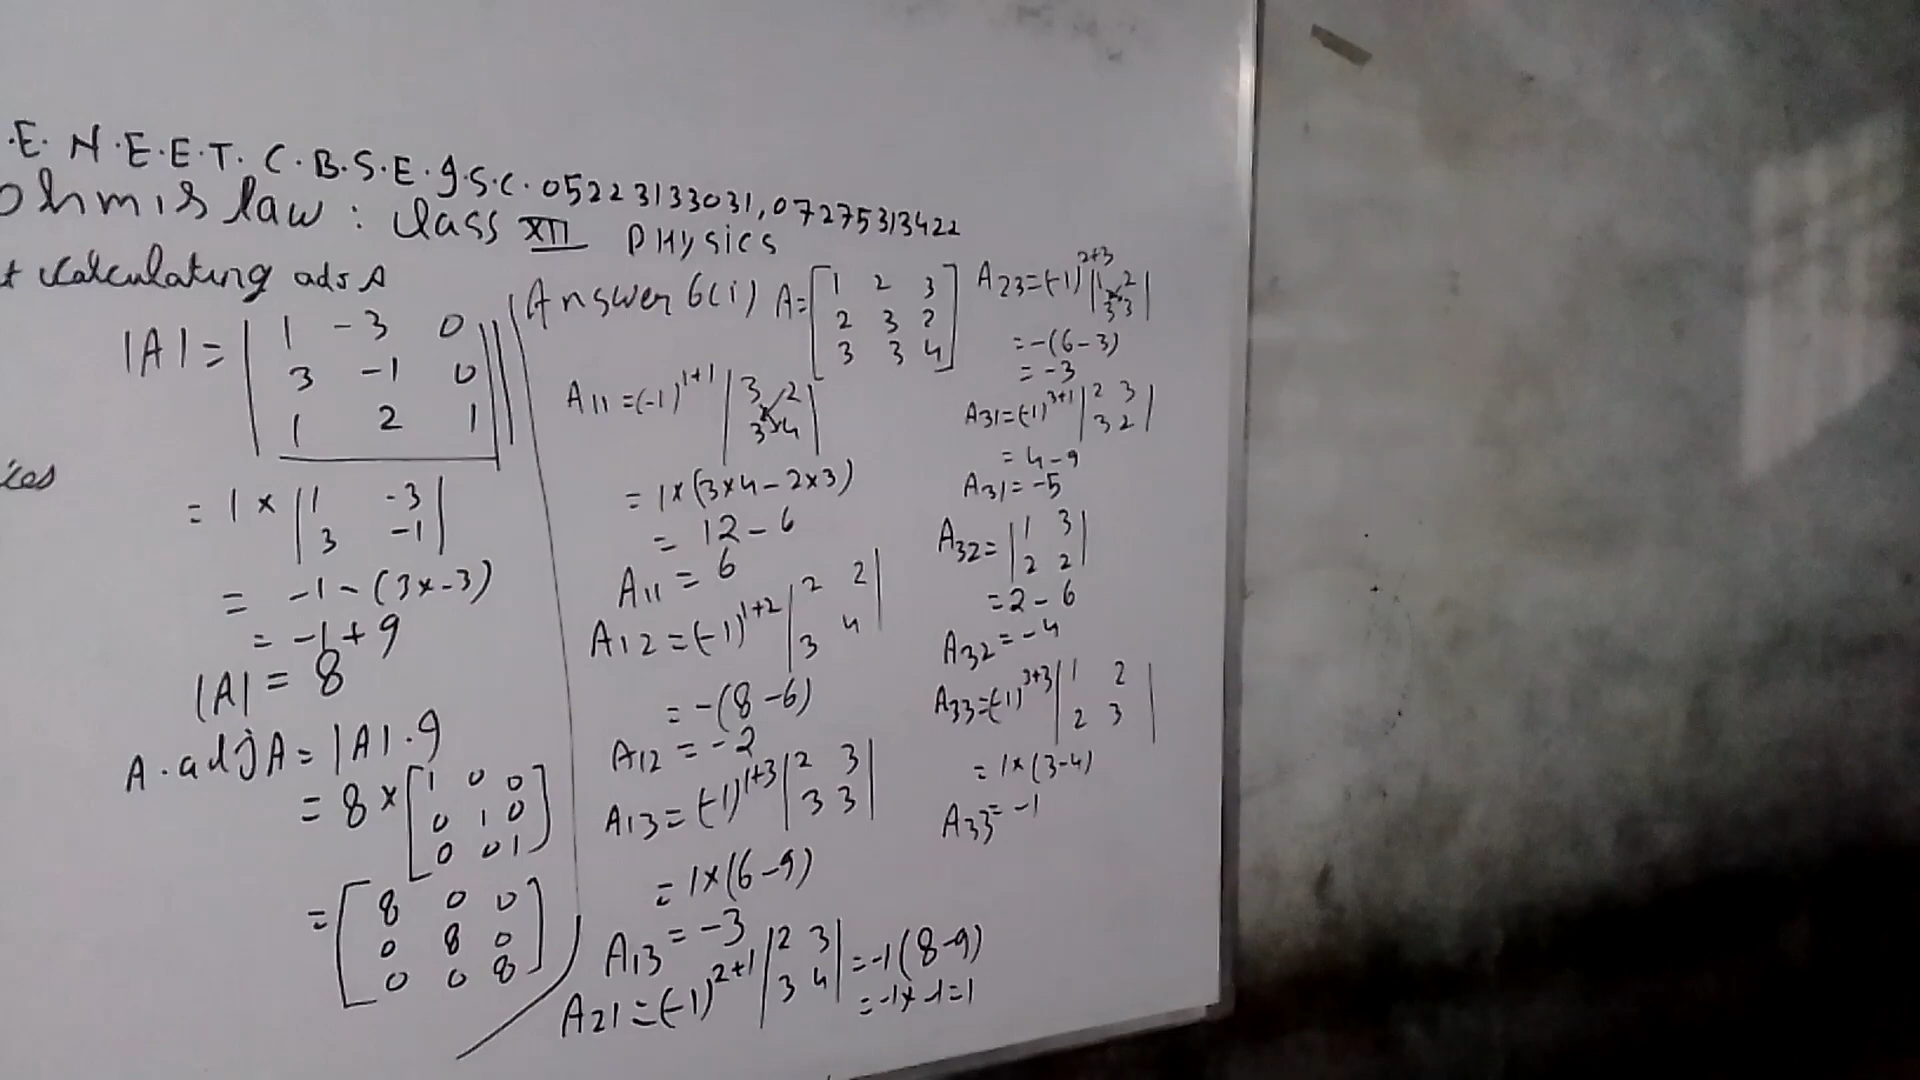 .E. N.E.E.T. C.B.S.E. I.S.C. 05223133031, 07275313422
ohm's law : class XII Physics
calculating adj A
|A| = | 1 -3 0
3 -1 0
1 2 1 |
= 1 × | 1 -3
3 -1 |
= -1 - (3×-3)
= -1+9
|A| = 8
A.adjA = |A|.I
= 8 × [ 1 0 0
0 1 0
0 0 1 ]
= [ 8 0 0
0 8 0
0 0 8 ]
Answer 6(i) A = [ 1 2 3
2 3 2
3 3 4 ]
A11 = (-1)^1+1 | 3 2
3 4 |
= 1×(3×4-2×3)
= 12-6
A11 = 6
A12 = (-1)^1+2 | 2 2
3 4 |
= -(8-6)
A12 = -2
A13 = (-1)^1+3 | 2 3
3 3 |
= 1×(6-9)
A13 = -3
A21 = (-1)^2+1 | 2 3
3 4 | = -1(8-9)
= -1×-1=1
A23 = (-1)^2+3 | 1 2
3 3 |
= -(6-3)
= -3
A31 = (-1)^3+1 | 2 3
3 2 |
= 4-9
A31 = -5
A32 = | 1 3
2 2 |
= 2-6
A32 = -4
A33 = (-1)^3+3 | 1 2
2 3 |
= 1×(3-4)
A33 = -1